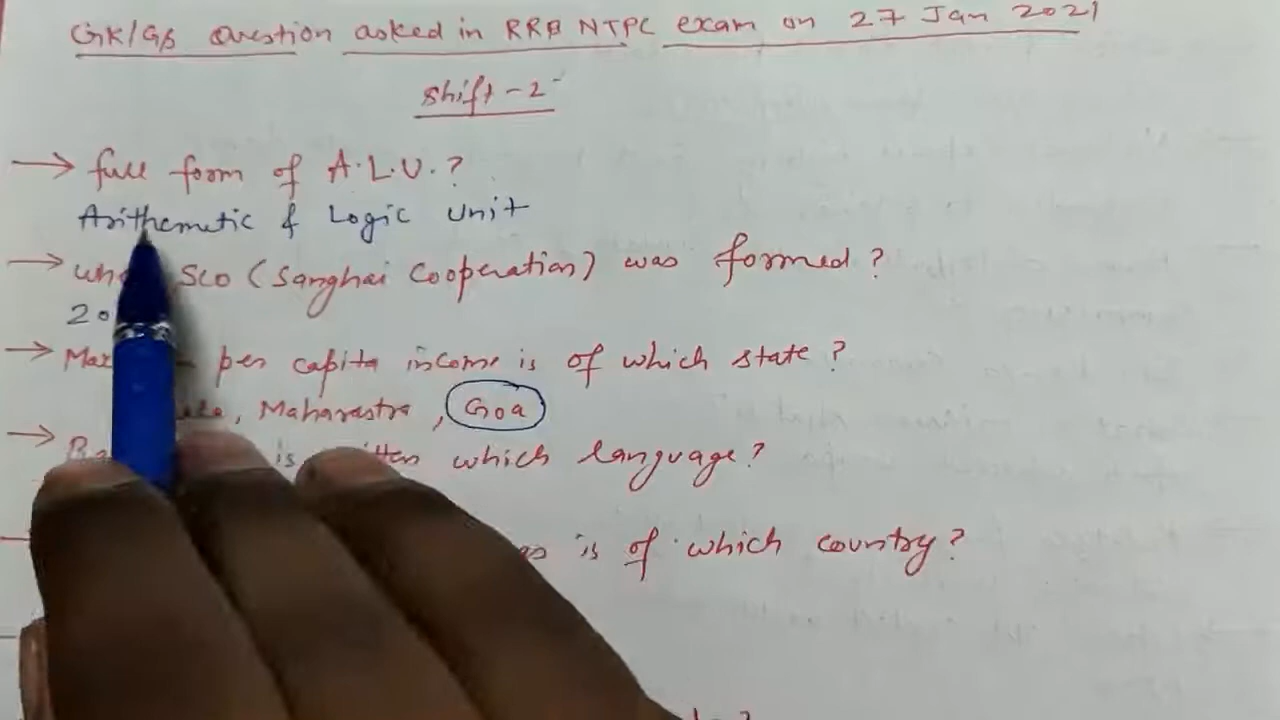 GK/GS Question asked in RRB NTPC exam on 27 Jan 2021
Shift-2
→ full form of A.L.U.?
Arithemetic & Logic Unit
→ SCO (Sanghai Cooperation) was formed?
→ per capita income is of which state?
, Maharastra, Goa
→ is which language?
is of which country?